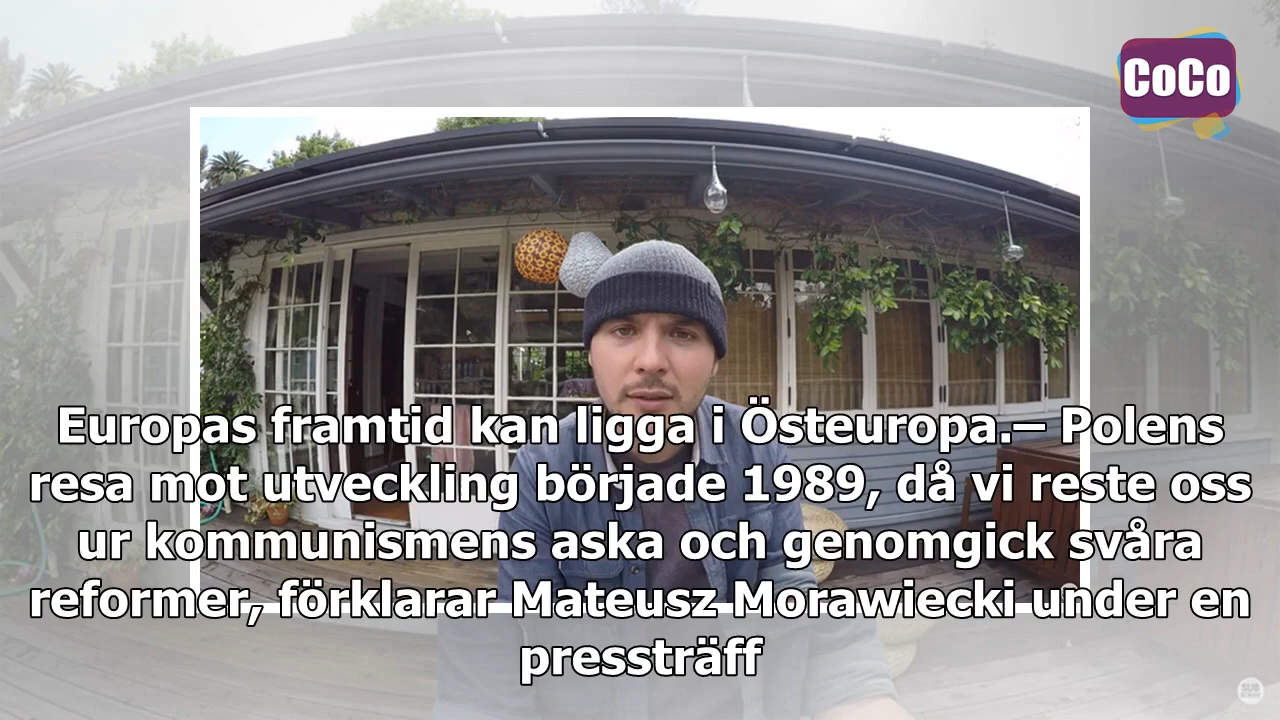 CoCo
Europas framtid kan ligga i Östeuropa.– Polens
resa mot utveckling började 1989, då vi reste oss
ur kommunismens aska och genomgick svåra
reformer, förklarar Mateusz Morawiecki under en
pressträff